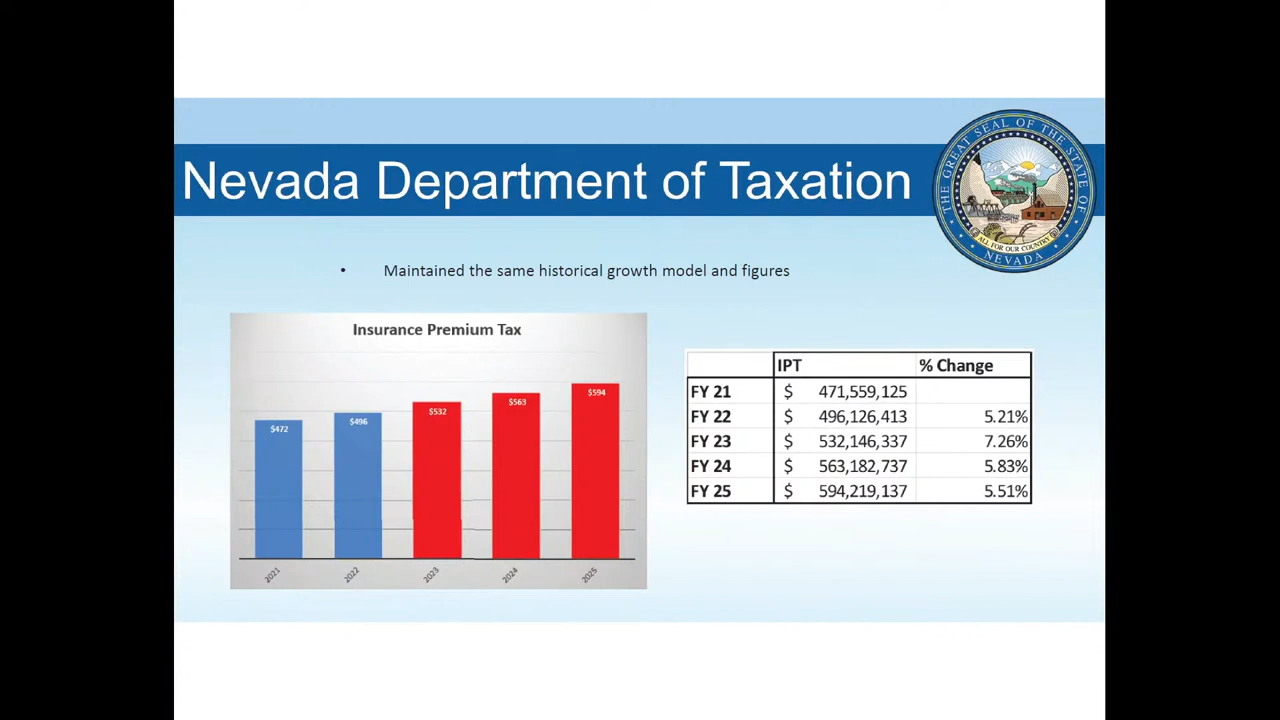 Nevada Department of Taxation
THE GREAT SEAL OF THE STATE OF
ALL FOR OUR COUNTRY
NEVADA
• Maintained the same historical growth model and figures
Insurance Premium Tax
$472
$496
$532
$563
$594
2021
2022
2023
2024
2025
IPT % Change
FY 21 $ 471,559,125
FY 22 $ 496,126,413 5.21%
FY 23 $ 532,146,337 7.26%
FY 24 $ 563,182,737 5.83%
FY 25 $ 594,219,137 5.51%